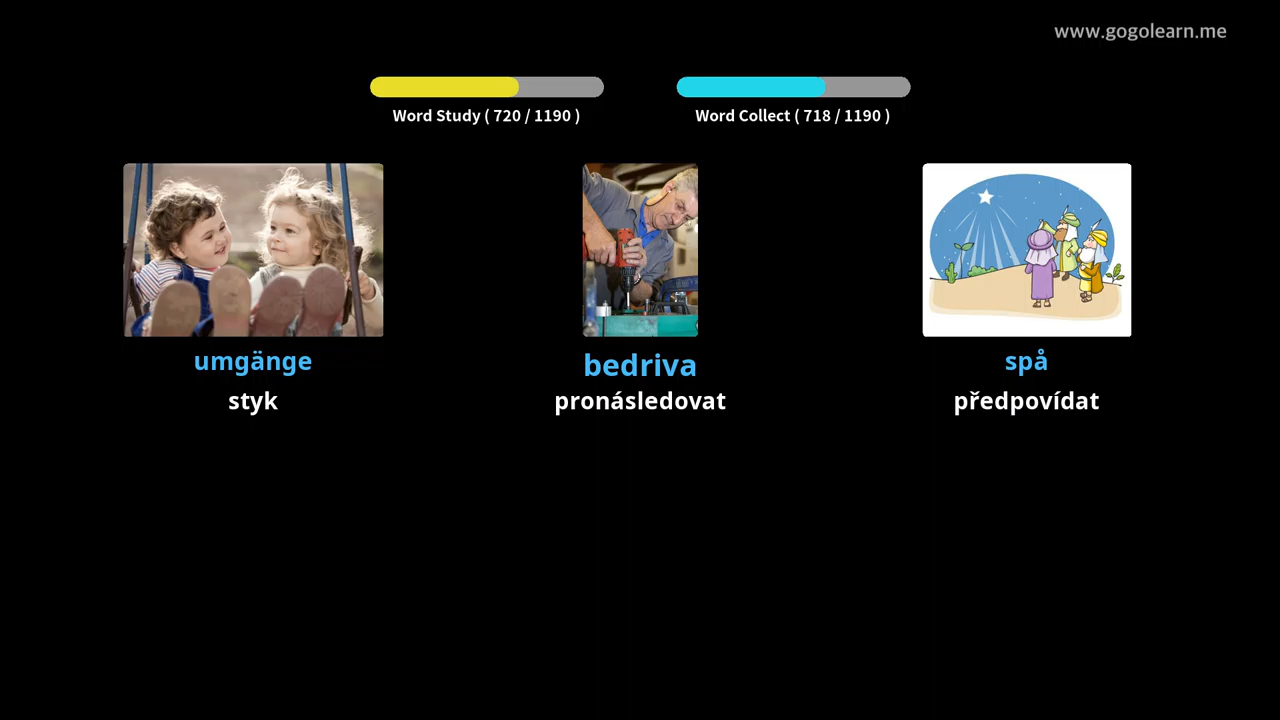 www.gogolearn.me
Word Study ( 720 / 1190 )
Word Collect ( 718 / 1190 )
umgänge
bedriva
spå
styk
pronásledovat
předpovídat